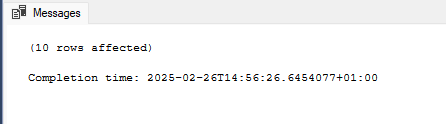 Messages
(10 rows affected)
Completion time: 2025-02-26T14:56:26.6454077+01:00